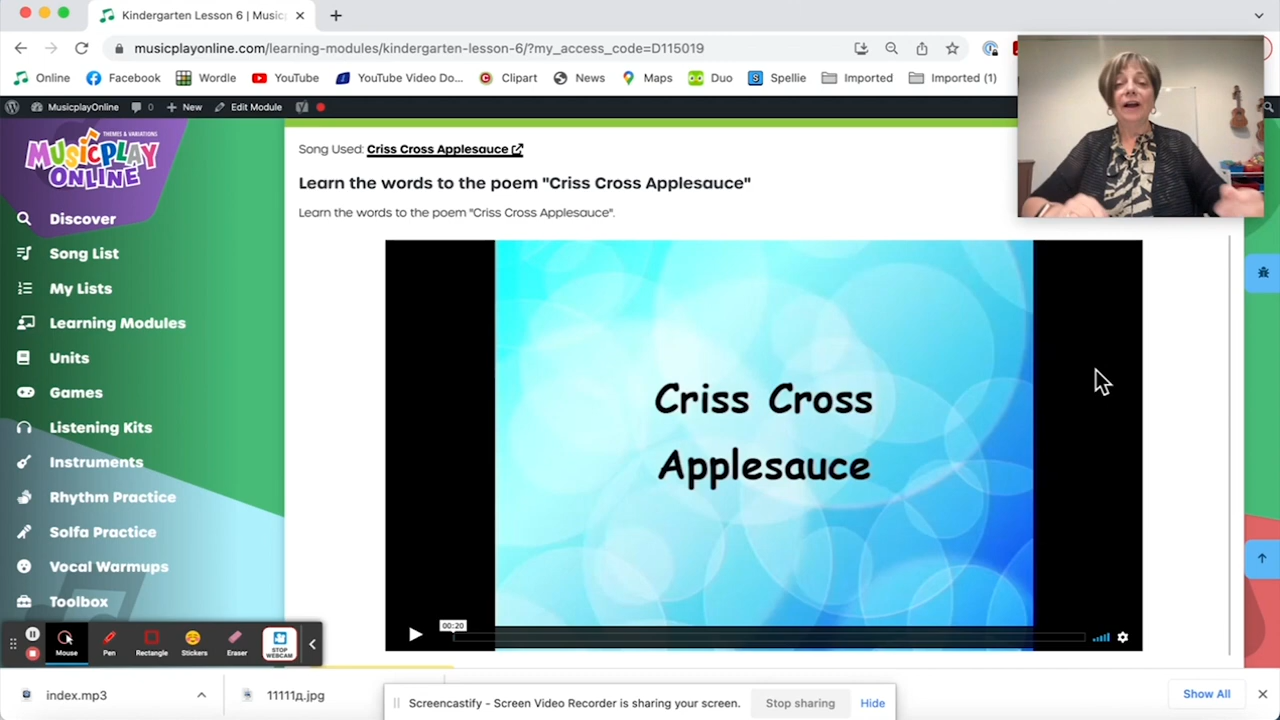 Kindergarten Lesson 6 | Music
musicplayonline.com/learning-modules/kindergarten-lesson-6/?my_access_code=D115019
Online Facebook Wordle YouTube YouTube Video Do... Clipart News Maps Duo Spellie Imported Imported (1)
MusicplayOnline 0 New Edit Module
THEMES & VARIATIONS
MUSICPLAY
ONLINE
Discover
Song List
My Lists
Learning Modules
Units
Games
Listening Kits
Instruments
Rhythm Practice
Solfa Practice
Vocal Warmups
Toolbox
Song Used: Criss Cross Applesauce
Learn the words to the poem "Criss Cross Applesauce"
Learn the words to the poem "Criss Cross Applesauce".
Criss Cross
Applesauce
00:20
Mouse Pen Rectangle Stickers Eraser STOP WEBCAM
index.mp3 11111д.jpg
Screencastify - Screen Video Recorder is sharing your screen. Stop sharing Hide
Show All